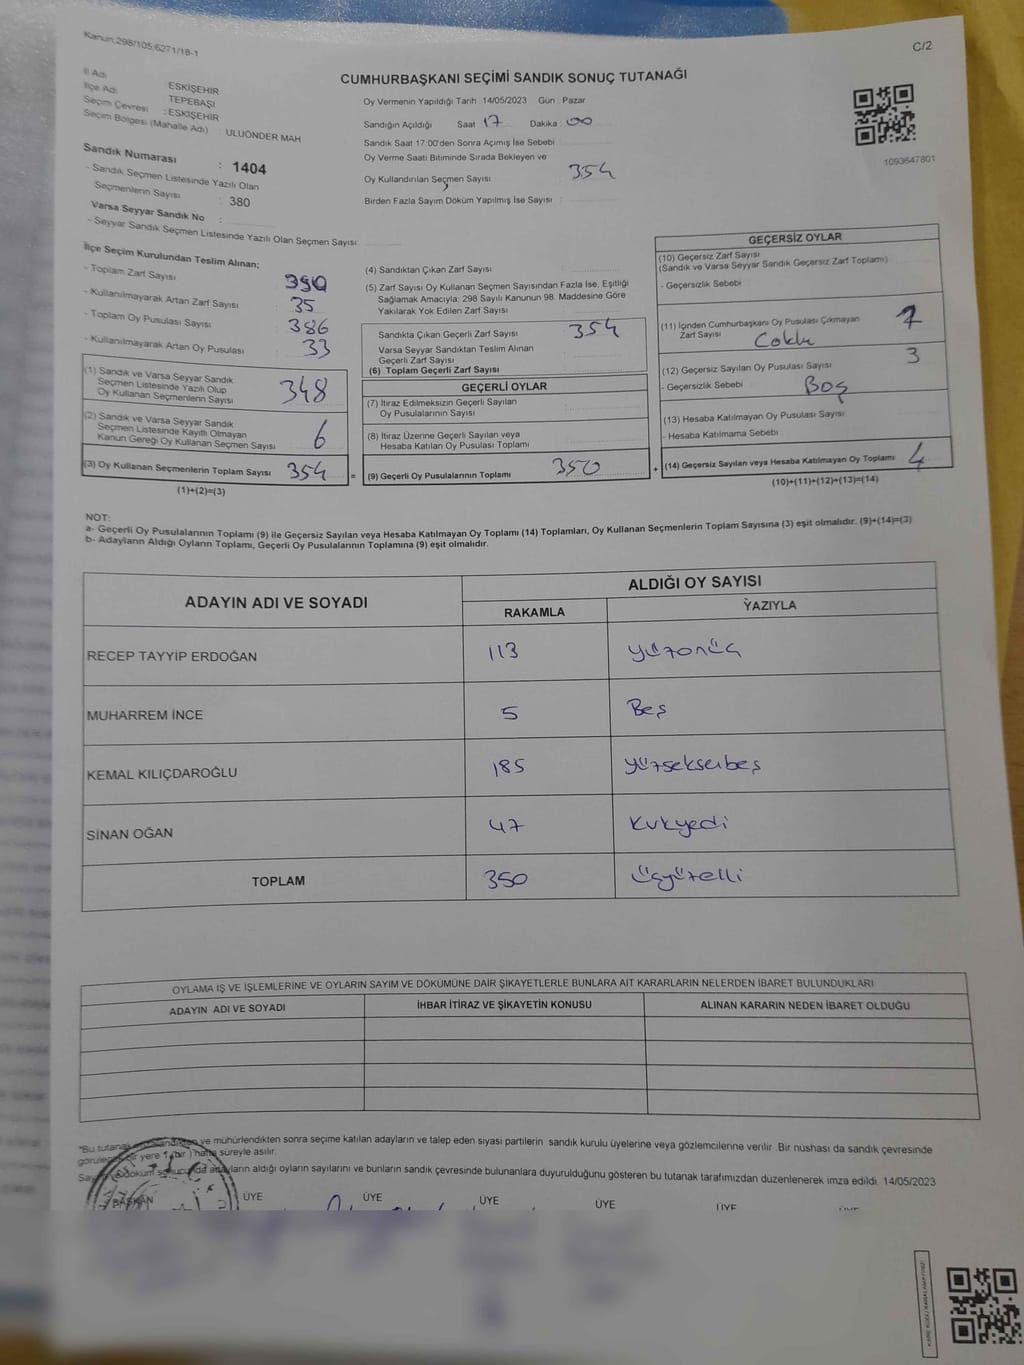 Kanun:298/105,6271/18-1
C/2
CUMHURBAŞKANI SEÇİMİ SANDIK SONUÇ TUTANAĞI
İl Adı
ESKİŞEHİR
İlçe Adı
TEPEBAŞI
Seçim Çevresi : ESKİŞEHİR
Seçim Bölgesi (Mahalle Adı) : ULUÖNDER MAH
Sandık Numarası : 1404
- Sandık Seçmen Listesinde Yazılı Olan
Seçmenlerin Sayısı : 380
Varsa Seyyar Sandık No :
- Seyyar Sandık Seçmen Listesinde Yazılı Olan Seçmen Sayısı:
Oy Vermenin Yapıldığı Tarih : 14/05/2023 Gün : Pazar
Sandığın Açıldığı Saat 17 Dakika : 00
Sandık Saat 17:00'den Sonra Açımış İse Sebebi
Oy Verme Saati Bitiminde Sırada Bekleyen ve
Oy Kullandırılan Seçmen Sayısı : 354
Birden Fazla Sayım Döküm Yapılmış İse Sayısı :
1093647801
İlçe Seçim Kurulundan Teslim Alınan;
- Toplam Zarf Sayısı 390
- Kullanılmayarak Artan Zarf Sayısı 35
- Toplam Oy Pusulası Sayısı 386
- Kullanılmayarak Artan Oy Pusulası 33
(1) Sandık ve Varsa Seyyar Sandık
Seçmen Listesinde Yazılı Olup
Oy Kullanan Seçmenlerin Sayısı 348
(2) Sandık ve Varsa Seyyar Sandık
Seçmen Listesinde Kayıtlı Olmayan
Kanun Gereği Oy Kullanan Seçmen Sayısı 6
(3) Oy Kullanan Seçmenlerin Toplam Sayısı 354 =
(1)+(2)=(3)
(4) Sandıktan Çıkan Zarf Sayısı
(5) Zarf Sayısı Oy Kullanan Seçmen Sayısından Fazla İse, Eşitliği
Sağlamak Amacıyla; 298 Sayılı Kanunun 98. Maddesine Göre
Yakılarak Yok Edilen Zarf Sayısı
Sandıkta Çıkan Geçerli Zarf Sayısı 354
Varsa Seyyar Sandıktan Teslim Alınan
Geçerli Zarf Sayısı
(6) Toplam Geçerli Zarf Sayısı
GEÇERLİ OYLAR
(7) İtiraz Edilmeksizin Geçerli Sayılan
Oy Pusulalarının Sayısı
(8) İtiraz Üzerine Geçerli Sayılan veya
Hesaba Katılan Oy Pusulası Toplamı
(9) Geçerli Oy Pusulalarının Toplamı 350 +
GEÇERSİZ OYLAR
(10) Geçersiz Zarf Sayısı
(Sandık ve Varsa Seyyar Sandık Geçersiz Zarf Toplamı)
- Geçersizlik Sebebi
(11) İçinden Cumhurbaşkanı Oy Pusulası Çıkmayan
Zarf Sayısı
(12) Geçersiz Sayılan Oy Pusulası Sayısı 3
- Geçersizlik Sebebi Boş
(13) Hesaba Katılmayan Oy Pusulası Sayısı
- Hesaba Katılmama Sebebi
(14) Geçersiz Sayılan veya Hesaba Katılmayan Oy Toplamı 4
(10)+(11)+(12)+(13)=(14)
NOT:
a- Geçerli Oy Pusulalarının Toplamı (9) ile Geçersiz Sayılan veya Hesaba Katılmayan Oy Toplamı (14) Toplamları, Oy Kullanan Seçmenlerin Toplam Sayısına (3) eşit olmalıdır. (9)+(14)=(3)
b- Adayların Aldığı Oyların Toplamı, Geçerli Oy Pusulalarının Toplamına (9) eşit olmalıdır.
ADAYIN ADI VE SOYADI
ALDIĞI OY SAYISI
RAKAMLA
YAZIYLA
RECEP TAYYİP ERDOĞAN 113 yüzonüç
MUHARREM İNCE 5 Beş
KEMAL KILIÇDAROĞLU 185 yüzseksenbeş
SİNAN OĞAN 47 kırkyedi
TOPLAM 350 üçyüzelli
OYLAMA İŞ VE İŞLEMLERİNE VE OYLARIN SAYIM VE DÖKÜMÜNE DAİR ŞİKAYETLERLE BUNLARA AİT KARARLARIN NELERDEN İBARET BULUNDUKLARI
ADAYIN ADI VE SOYADI
İHBAR İTİRAZ VE ŞİKAYETİN KONUSU
ALINAN KARARIN NEDEN İBARET OLDUĞU
"Bu tutanak ve mühürlendikten sonra seçime katılan adayların ve talep eden siyasi partilerin sandık kurulu üyelerine veya gözlemcilerine verilir. Bir nüshası da sandık çevresinde
bir yere 1 (bir) hafta süreyle asılır.
adayların aldığı oyların sayılarını ve bunların sandık çevresinde bulunanlara duyurulduğunu gösteren bu tutanak tarafımızdan düzenlenerek imza edildi. 14/05/2023
BAŞKAN ÜYE ÜYE ÜYE ÜYE ÜYE ÜYE